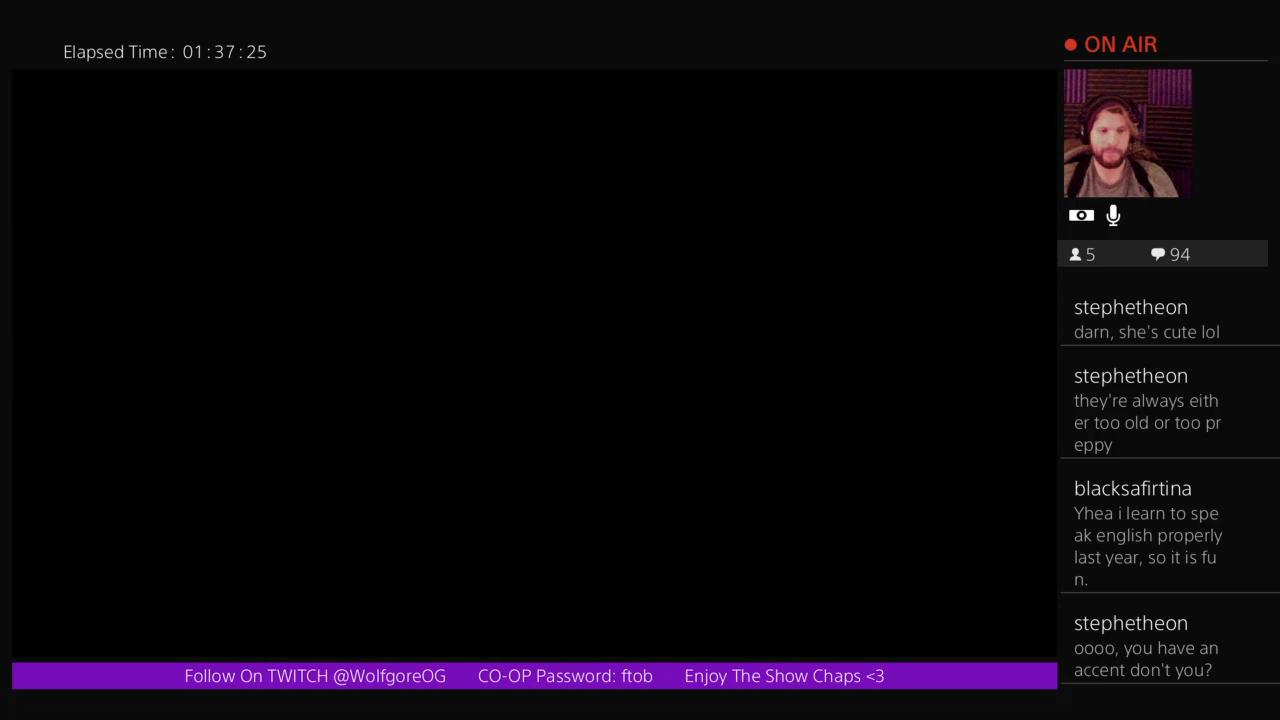 Elapsed Time: 01:37:25
ON AIR
5 94
stephetheon
darn, she's cute lol
stephetheon
they're always eith
er too old or too pr
eppy
blacksafirtina
Yhea i learn to spe
ak english properly
last year, so it is fu
n.
stephetheon
oooo, you have an
accent don't you?
Follow On TWITCH @WolfgoreOG CO-OP Password: ftob Enjoy The Show Chaps <3